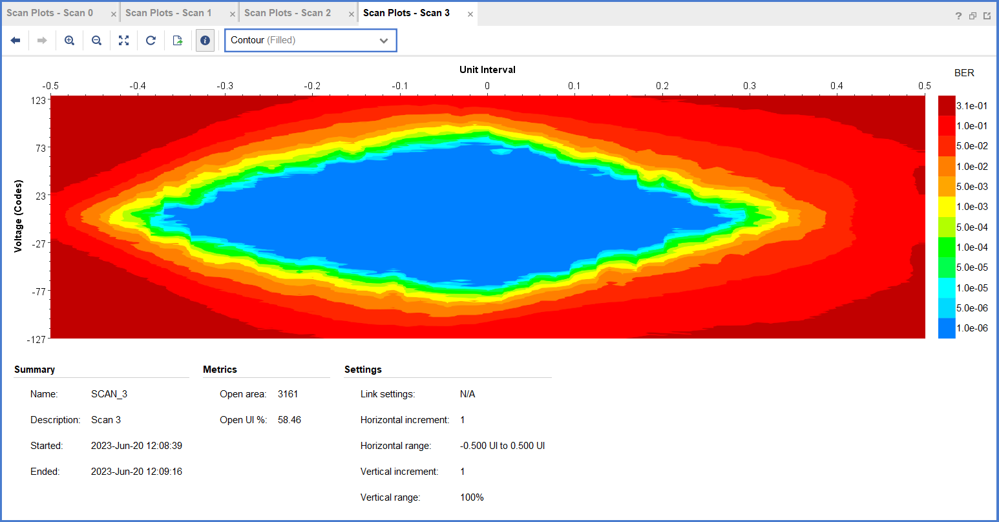 Scan Plots - Scan 0 × Scan Plots - Scan 1 × Scan Plots - Scan 2 × Scan Plots - Scan 3 × ?
Contour (Filled)
Unit Interval
BER
-0.5 -0.4 -0.3 -0.2 -0.1 0 0.1 0.2 0.3 0.4 0.5
Voltage (Codes)
123
73
23
-27
-77
-127
3.1e-01
1.0e-01
5.0e-02
1.0e-02
5.0e-03
1.0e-03
5.0e-04
1.0e-04
5.0e-05
1.0e-05
5.0e-06
1.0e-06
Summary
Name: SCAN_3
Description: Scan 3
Started: 2023-Jun-20 12:08:39
Ended: 2023-Jun-20 12:09:16
Metrics
Open area: 3161
Open UI %: 58.46
Settings
Link settings: N/A
Horizontal increment: 1
Horizontal range: -0.500 UI to 0.500 UI
Vertical increment: 1
Vertical range: 100%